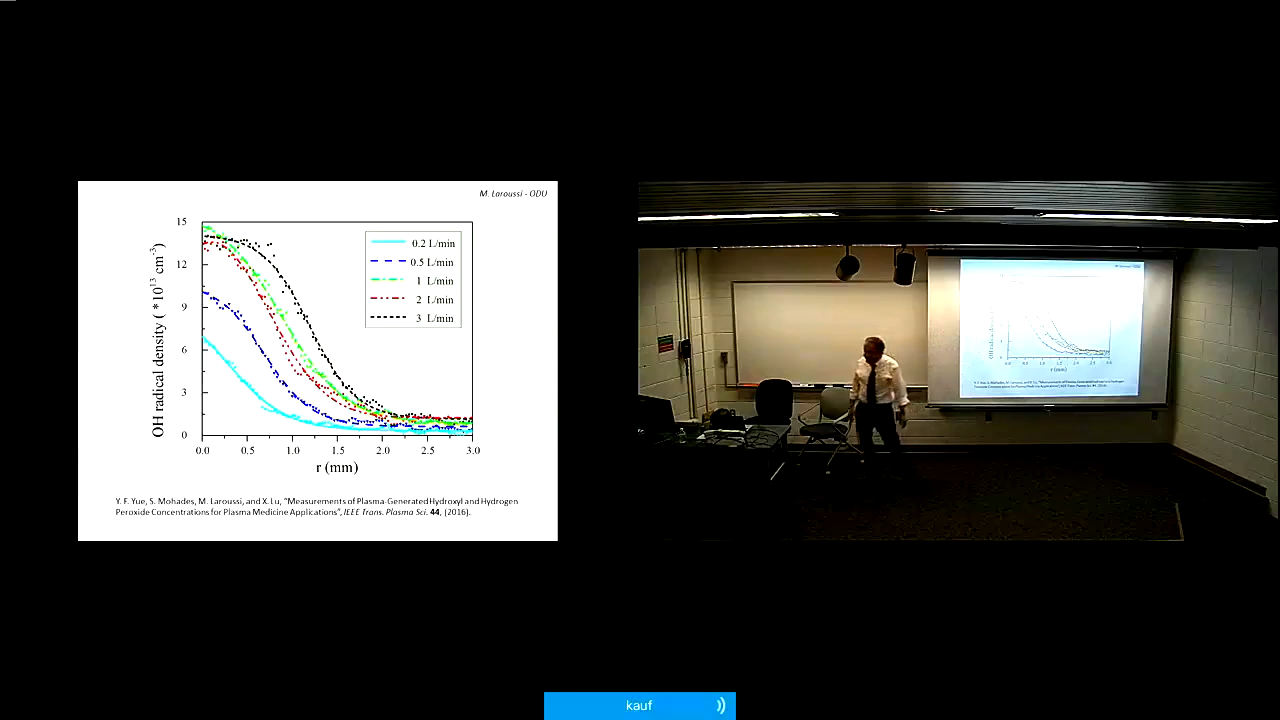 M. Laroussi - ODU
15
12
9
6
3
0
OH radical density ( *10¹³ cm⁻³)
0.2 L/min
0.5 L/min
1 L/min
2 L/min
3 L/min
0.0 0.5 1.0 1.5 2.0 2.5 3.0
r (mm)
Y. F. Yue, S. Mohades, M. Laroussi, and X. Lu, "Measurements of Plasma-Generated Hydroxyl and Hydrogen
Peroxide Concentrations for Plasma Medicine Applications", IEEE Trans. Plasma Sci. 44, (2016).
r (mm)
kauf